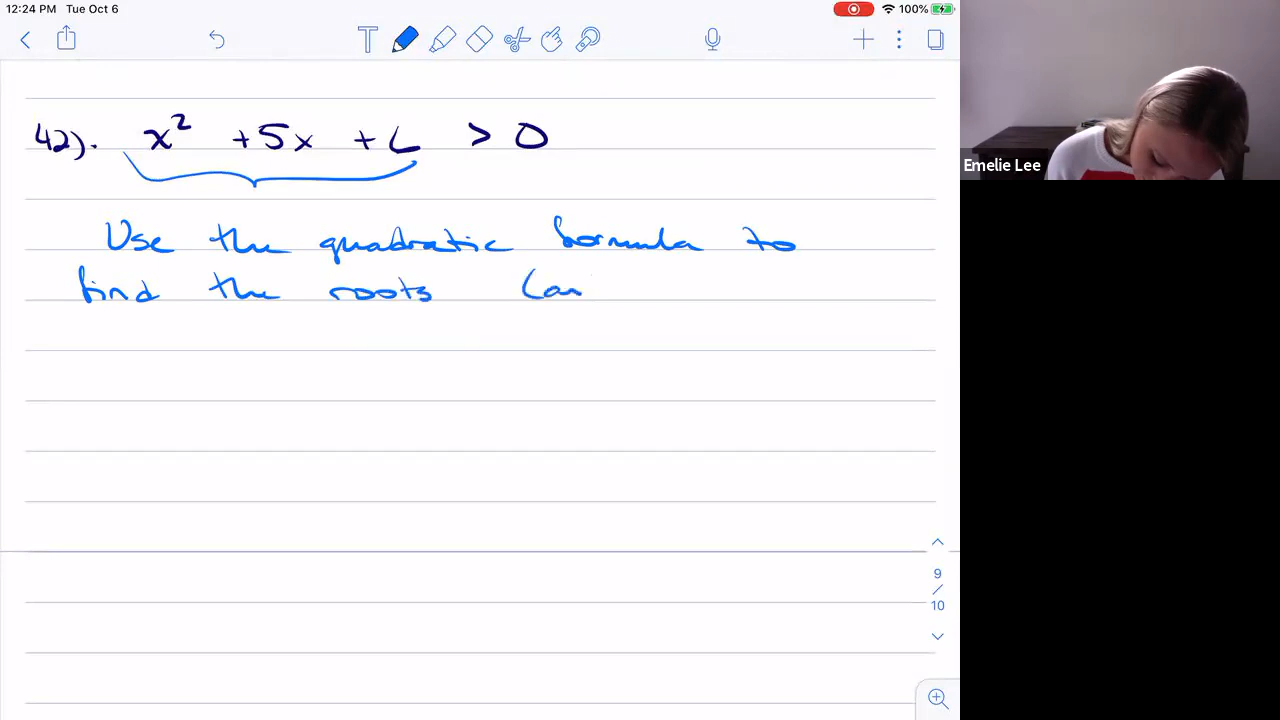 12:24 PM Tue Oct 6
100%
42). x² +5x +6 > 0
Use the quadratic formula to
find the roots (an
Emelie Lee
9
/
10